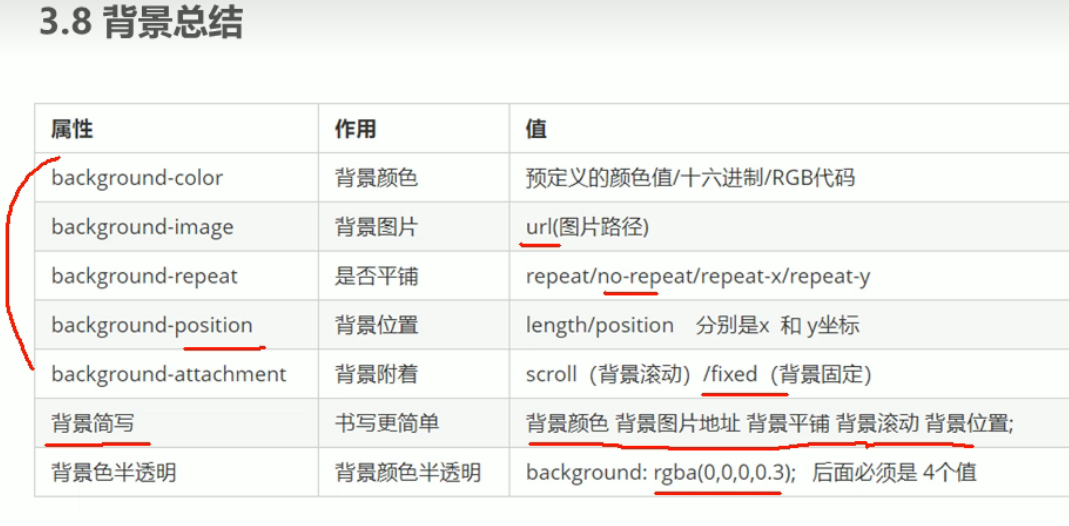 3.8 背景总结
属性 作用 值
background-color 背景颜色 预定义的颜色值/十六进制/RGB代码
background-image 背景图片 url(图片路径)
background-repeat 是否平铺 repeat/no-repeat/repeat-x/repeat-y
background-position 背景位置 length/position 分别是x 和 y坐标
background-attachment 背景附着 scroll（背景滚动）/fixed（背景固定）
背景简写 书写更简单 背景颜色 背景图片地址 背景平铺 背景滚动 背景位置;
背景色半透明 背景颜色半透明 background: rgba(0,0,0,0.3); 后面必须是 4个值